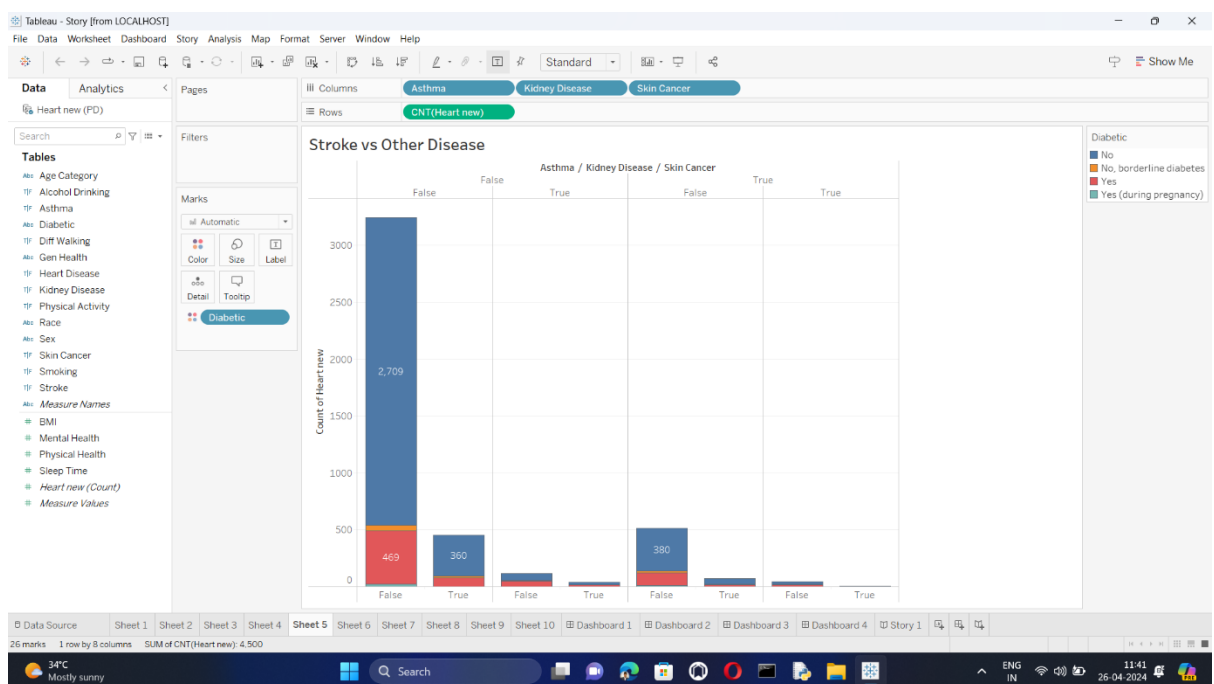 Tableau - Story [from LOCALHOST]
File Data Worksheet Dashboard Story Analysis Map Format Server Window Help
Standard
Show Me
Data Analytics
Heart new (PD)
Search
Tables
Abc Age Category
T|F Alcohol Drinking
T|F Asthma
Abc Diabetic
T|F Diff Walking
Abc Gen Health
T|F Heart Disease
T|F Kidney Disease
T|F Physical Activity
Abc Race
Abc Sex
T|F Skin Cancer
T|F Smoking
T|F Stroke
Abc Measure Names
# BMI
# Mental Health
# Physical Health
# Sleep Time
# Heart new (Count)
# Measure Values
Pages
Filters
Marks
Automatic
Color Size Label
Detail Tooltip
Diabetic
Columns Asthma Kidney Disease Skin Cancer
Rows CNT(Heart new)
Stroke vs Other Disease
Asthma / Kidney Disease / Skin Cancer
False True
False True False True
Count of Heart new
3000
2500
2000
1500
1000
500
0
2,709
469
360
380
False True False True False True False True
Diabetic
No
No, borderline diabetes
Yes
Yes (during pregnancy)
Data Source Sheet 1 Sheet 2 Sheet 3 Sheet 4 Sheet 5 Sheet 6 Sheet 7 Sheet 8 Sheet 9 Sheet 10 Dashboard 1 Dashboard 2 Dashboard 3 Dashboard 4 Story 1
26 marks 1 row by 8 columns SUM of CNT(Heart new): 4,500
34°C
Mostly sunny
Search
ENG
IN
11:41
26-04-2024
PRE